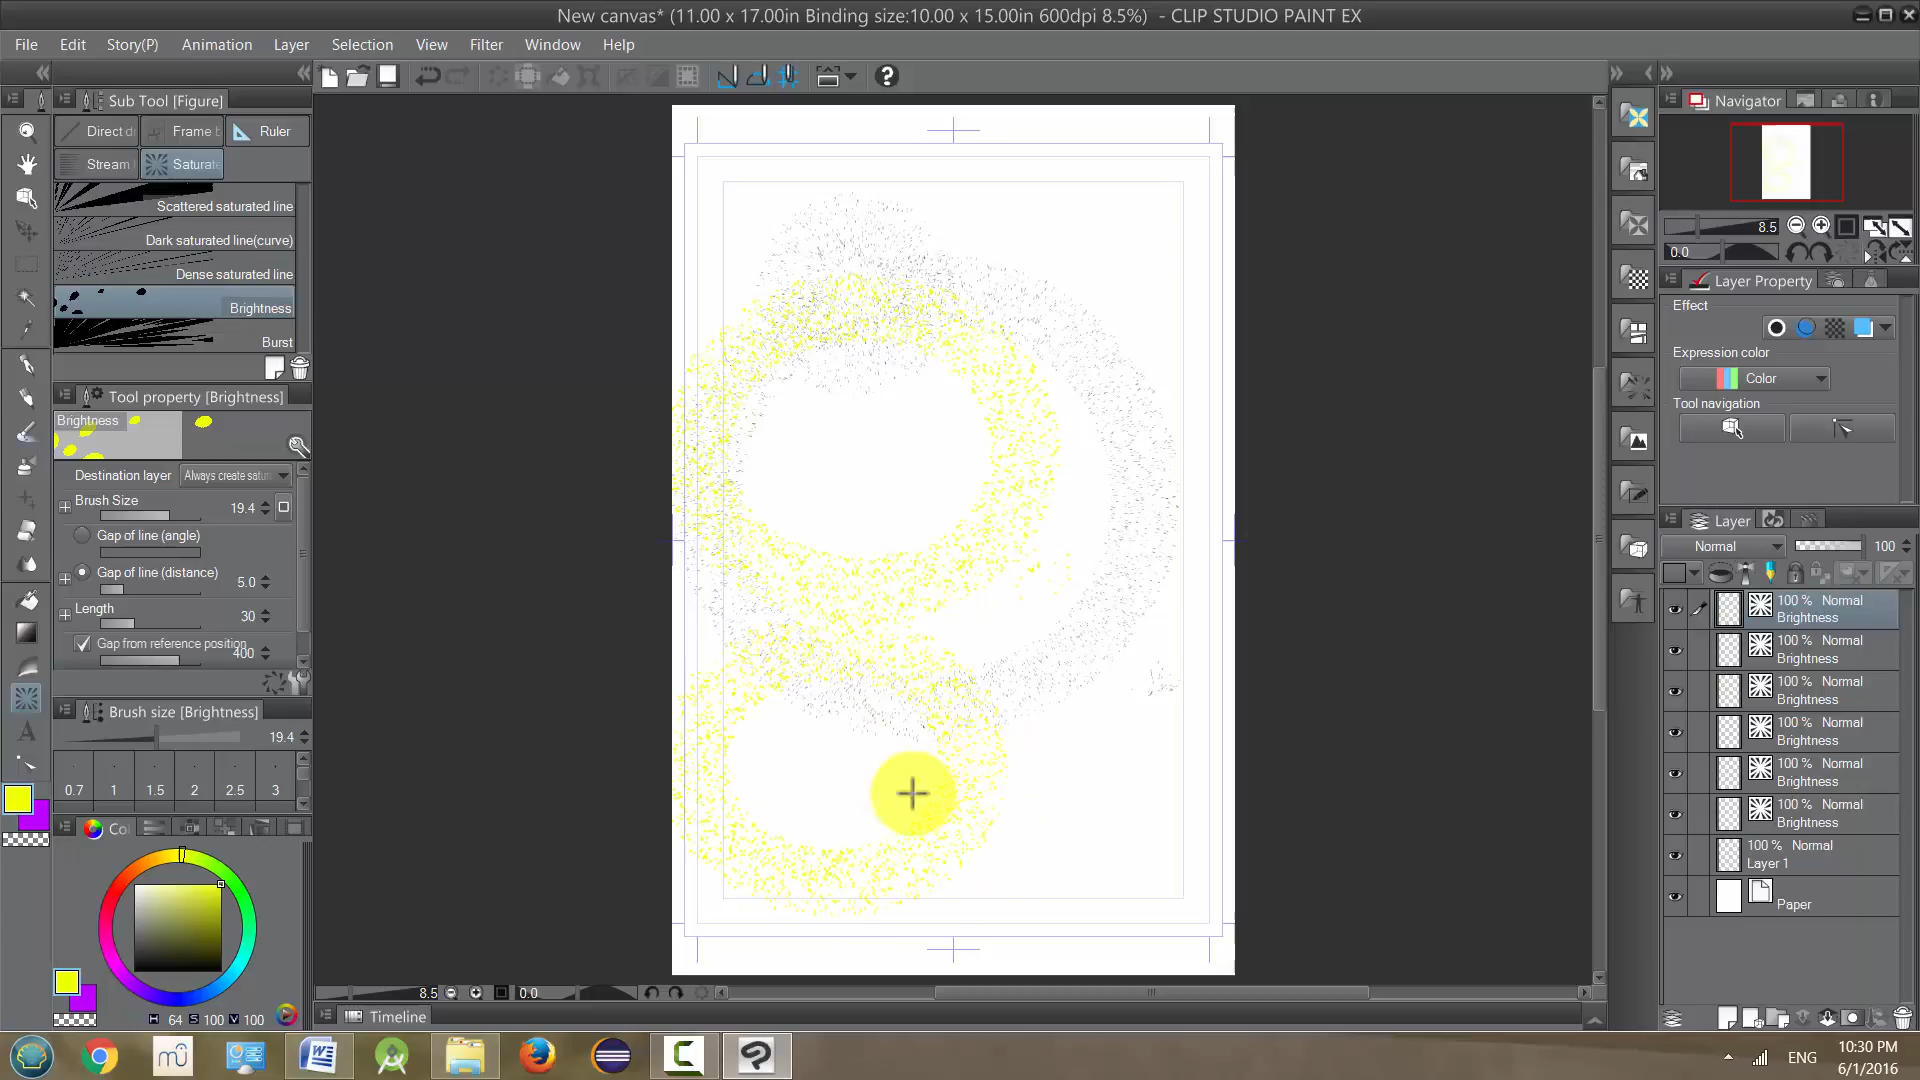 New canvas* (11.00 x 17.00in Binding size:10.00 x 15.00in 600dpi 8.5%) - CLIP STUDIO PAINT EX
File Edit Story(P) Animation Layer Selection View Filter Window Help
Sub Tool [Figure]
Direct d Frame b Ruler
Stream Saturate
Scattered saturated line
Dark saturated line(curve)
Dense saturated line
Brightness
Burst
Tool property [Brightness]
Brightness
Destination layer Always create satur
Brush Size 19.4
Gap of line (angle)
Gap of line (distance) 5.0
Length 30
Gap from reference position 400
Brush size [Brightness]
19.4
0.7 1 1.5 2 2.5 3
Col
H 64 S 100 V 100
8.5 0.0
Timeline
Navigator
8.5
0.0
Layer Property
Effect
Expression color
Color
Tool navigation
Layer
Normal 100
100 % Normal
Brightness
100 % Normal
Brightness
100 % Normal
Brightness
100 % Normal
Brightness
100 % Normal
Brightness
100 % Normal
Brightness
100 % Normal
Layer 1
Paper
ENG
10:30 PM
6/1/2016